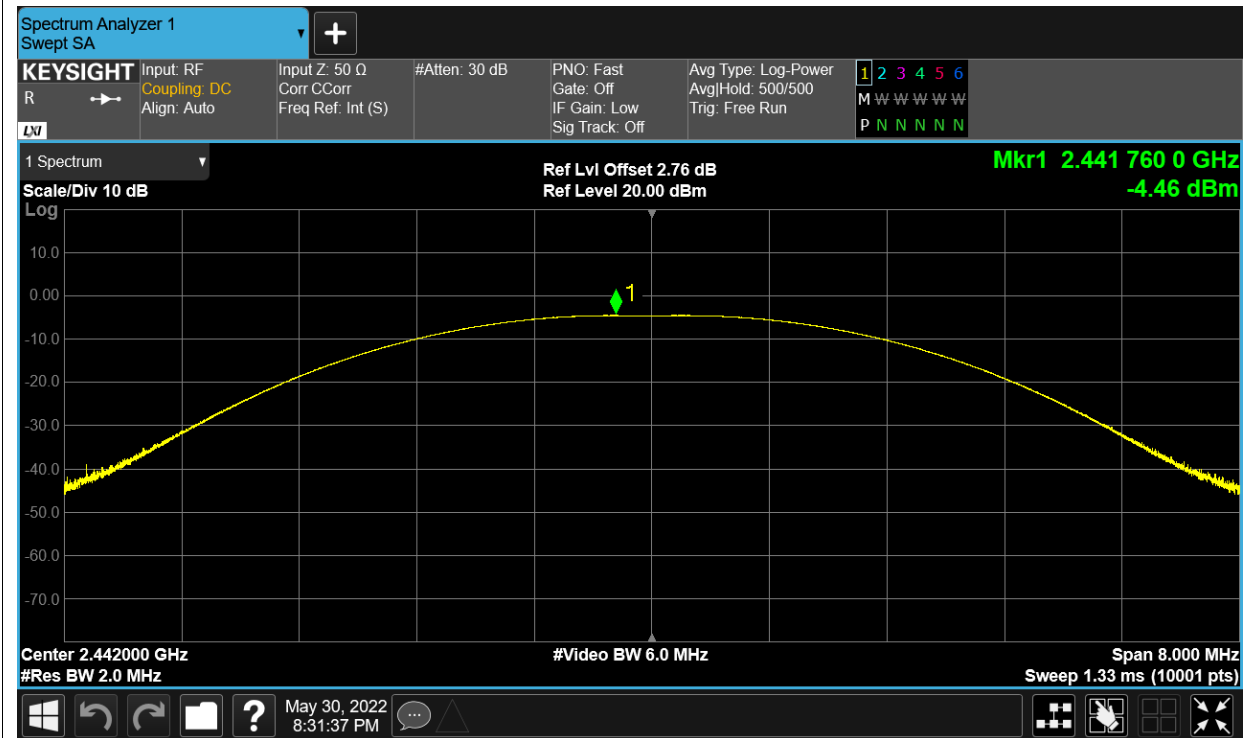 Spectrum Analyzer 1
Swept SA
+
KEYSIGHT
R
LXI
Input: RF
Coupling: DC
Align: Auto
Input Z: 50 Ω
Corr CCorr
Freq Ref: Int (S)
#Atten: 30 dB
PNO: Fast
Gate: Off
IF Gain: Low
Sig Track: Off
Avg Type: Log-Power
Avg|Hold: 500/500
Trig: Free Run
1 2 3 4 5 6
M W W W W W
P N N N N N
1 Spectrum
Scale/Div 10 dB
Log
Ref Lvl Offset 2.76 dB
Ref Level 20.00 dBm
Mkr1 2.441 760 0 GHz
-4.46 dBm
10.0
0.00
-10.0
-20.0
-30.0
-40.0
-50.0
-60.0
-70.0
1
Center 2.442000 GHz
#Res BW 2.0 MHz
#Video BW 6.0 MHz
Span 8.000 MHz
Sweep 1.33 ms (10001 pts)
?
May 30, 2022
8:31:37 PM